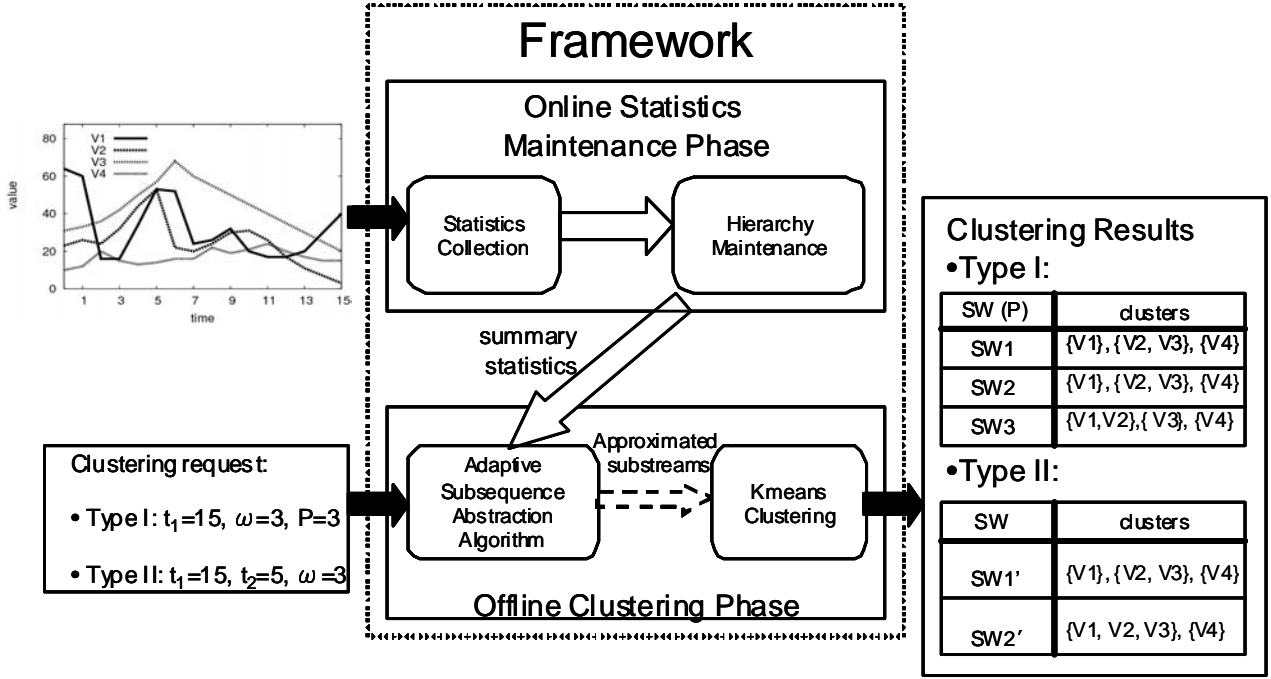 Framework
Online Statistics
Maintenance Phase
80
60
40
20
0
value
V1
V2
V3
V4
1 3 5 7 9 11 13 15
time
Statistics
Collection
Hierarchy
Maintenance
summary
statistics
Clustering request:
• Type I: t₁=15, ω=3, P=3
• Type II: t₁=15, t₂=5, ω=3
Adaptive
Subsequence
Abstraction
Algorithm
Approximated
substreams
Kmeans
Clustering
Offline Clustering Phase
Clustering Results
•Type I:
SW (P) clusters
SW1 {V1}, {V2, V3}, {V4}
SW2 {V1}, {V2, V3}, {V4}
SW3 {V1,V2},{ V3}, {V4}
•Type II:
SW clusters
SW1' {V1}, {V2, V3}, {V4}
SW2′ {V1, V2, V3}, {V4}